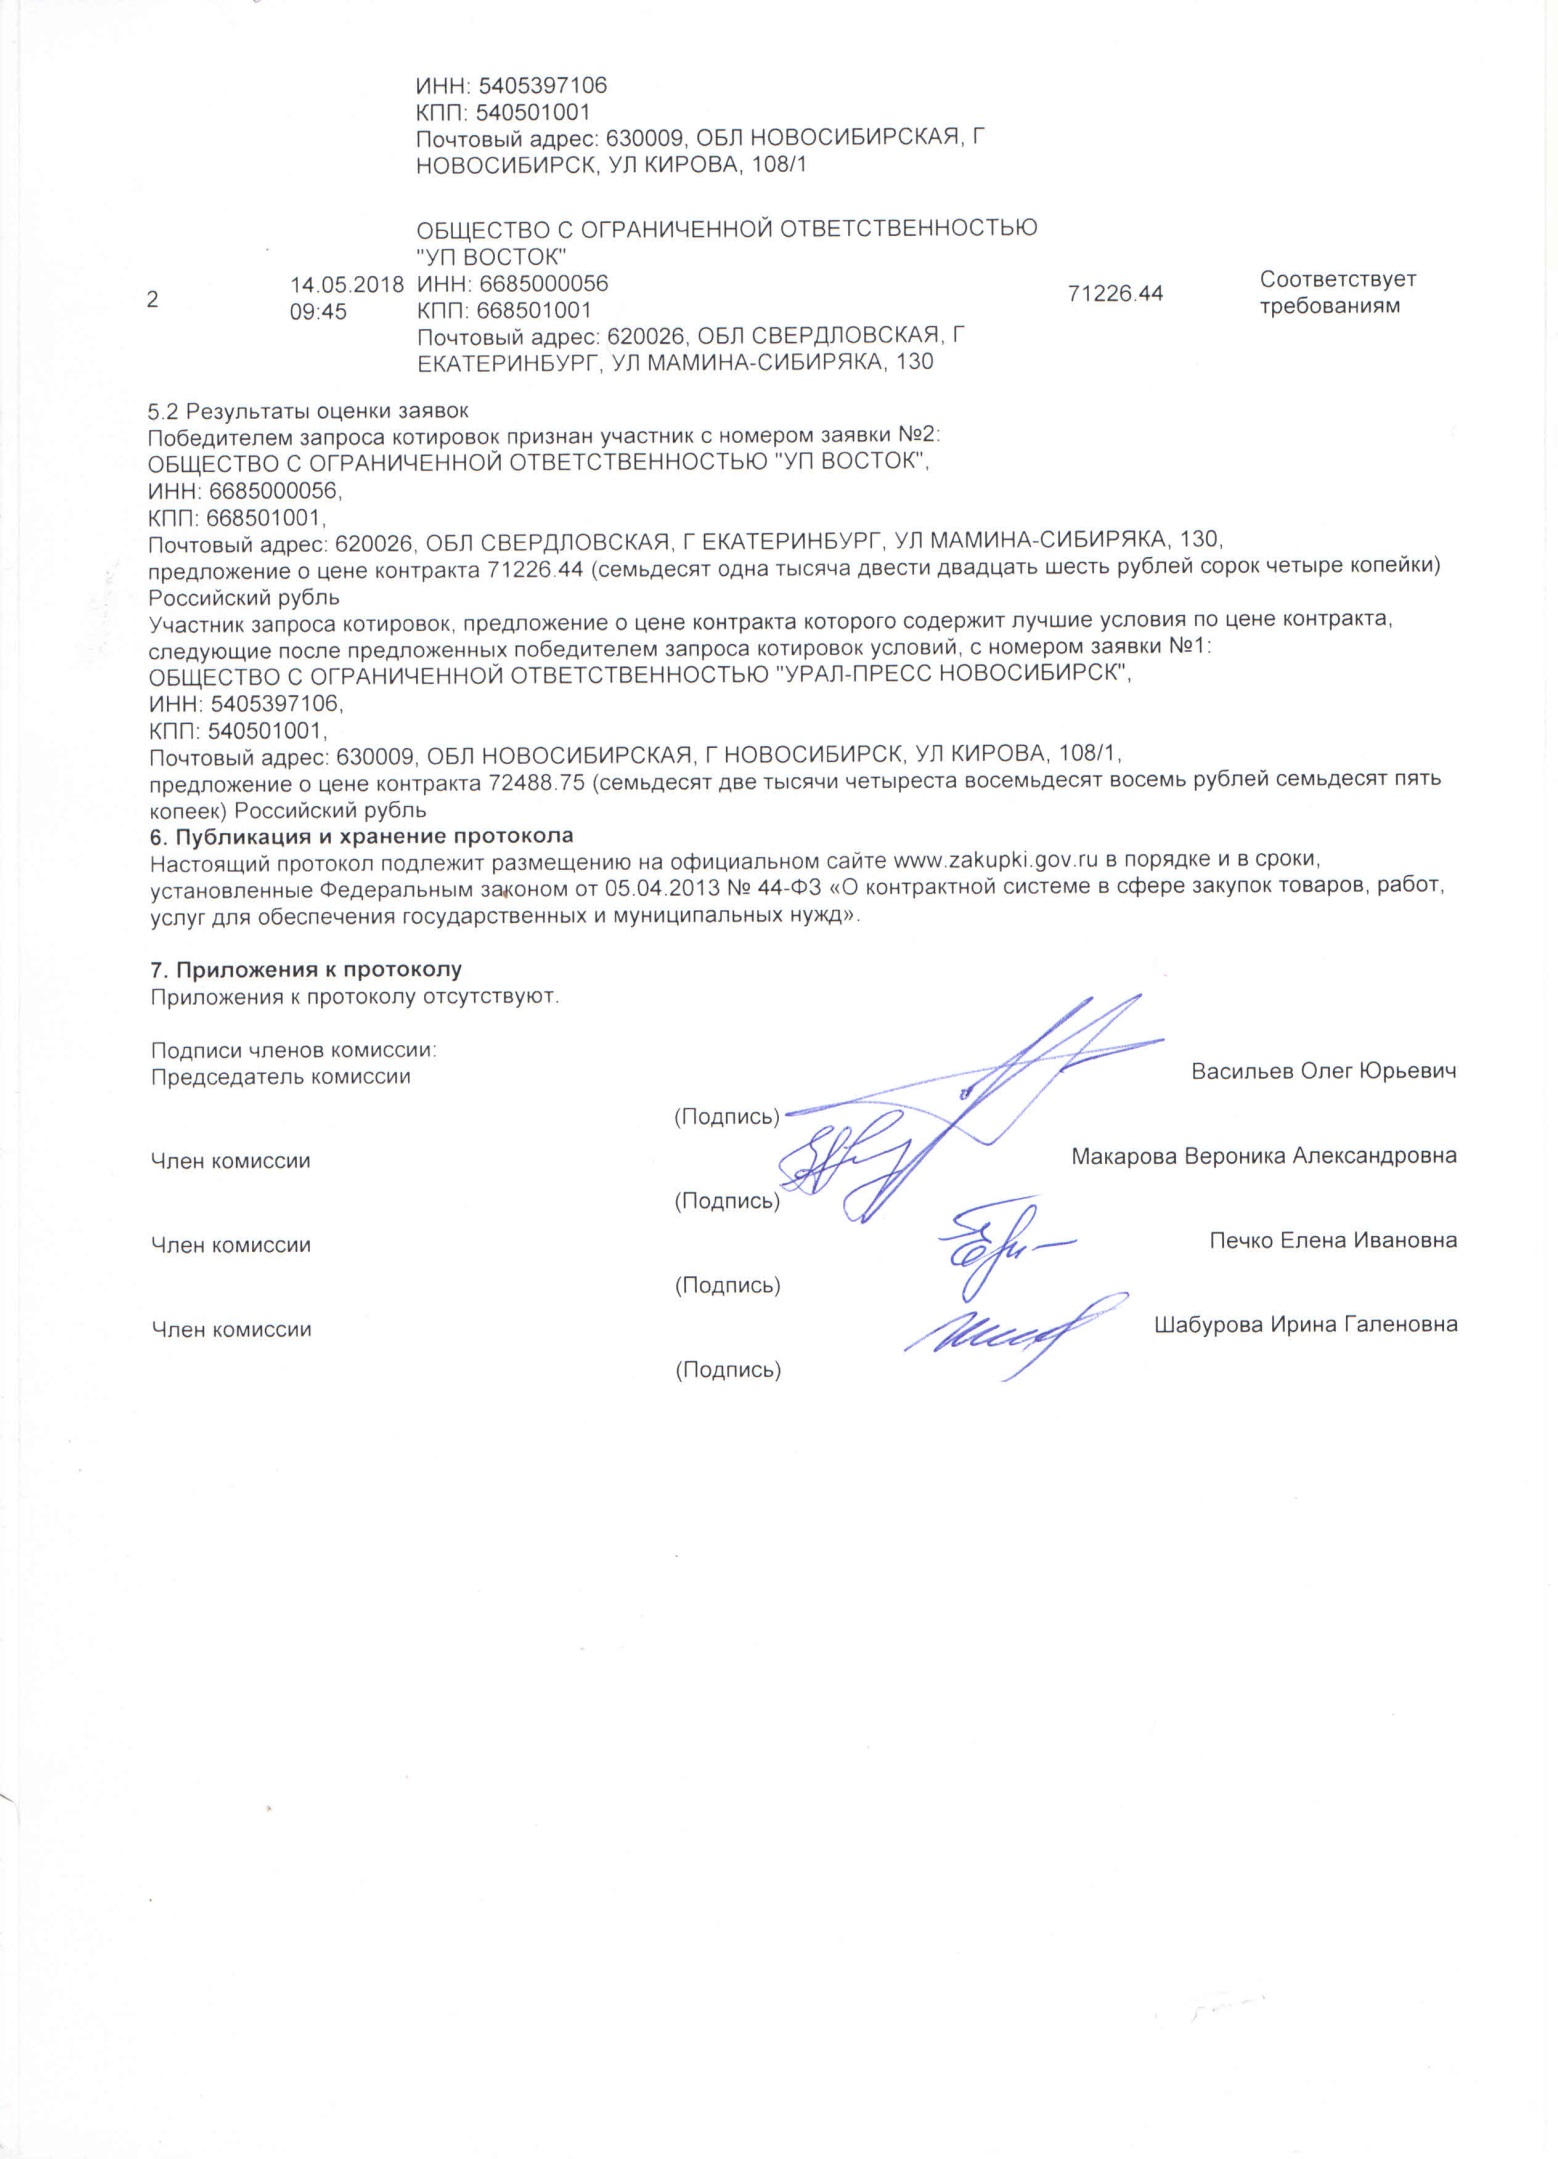 ИНН: 5405397106
КПП: 540501001
Почтовый адрес: 630009, ОБЛ НОВОСИБИРСКАЯ, Г
НОВОСИБИРСК, УЛ КИРОВА, 108/1
ОБЩЕСТВО С ОГРАНИЧЕННОЙ ОТВЕТСТВЕННОСТЬЮ
"УП ВОСТОК"
2 14.05.2018 09:45 ИНН: 6685000056 71226.44 Соответствует требованиям
КПП: 668501001
Почтовый адрес: 620026, ОБЛ СВЕРДЛОВСКАЯ, Г
ЕКАТЕРИНБУРГ, УЛ МАМИНА-СИБИРЯКА, 130
5.2 Результаты оценки заявок
Победителем запроса котировок признан участник с номером заявки №2:
ОБЩЕСТВО С ОГРАНИЧЕННОЙ ОТВЕТСТВЕННОСТЬЮ "УП ВОСТОК",
ИНН: 6685000056,
КПП: 668501001,
Почтовый адрес: 620026, ОБЛ СВЕРДЛОВСКАЯ, Г ЕКАТЕРИНБУРГ, УЛ МАМИНА-СИБИРЯКА, 130,
предложение о цене контракта 71226.44 (семьдесят одна тысяча двести двадцать шесть рублей сорок четыре копейки)
Российский рубль
Участник запроса котировок, предложение о цене контракта которого содержит лучшие условия по цене контракта,
следующие после предложенных победителем запроса котировок условий, с номером заявки №1:
ОБЩЕСТВО С ОГРАНИЧЕННОЙ ОТВЕТСТВЕННОСТЬЮ "УРАЛ-ПРЕСС НОВОСИБИРСК",
ИНН: 5405397106,
КПП: 540501001,
Почтовый адрес: 630009, ОБЛ НОВОСИБИРСКАЯ, Г НОВОСИБИРСК, УЛ КИРОВА, 108/1,
предложение о цене контракта 72488.75 (семьдесят две тысячи четыреста восемьдесят восемь рублей семьдесят пять
копеек) Российский рубль
6. Публикация и хранение протокола
Настоящий протокол подлежит размещению на официальном сайте www.zakupki.gov.ru в порядке и в сроки,
установленные Федеральным законом от 05.04.2013 № 44-ФЗ «О контрактной системе в сфере закупок товаров, работ,
услуг для обеспечения государственных и муниципальных нужд».
7. Приложения к протоколу
Приложения к протоколу отсутствуют.
Подписи членов комиссии:
Председатель комиссии Васильев Олег Юрьевич
(Подпись)
Член комиссии Макарова Вероника Александровна
(Подпись)
Член комиссии Печко Елена Ивановна
(Подпись)
Член комиссии Шабурова Ирина Галеновна
(Подпись)